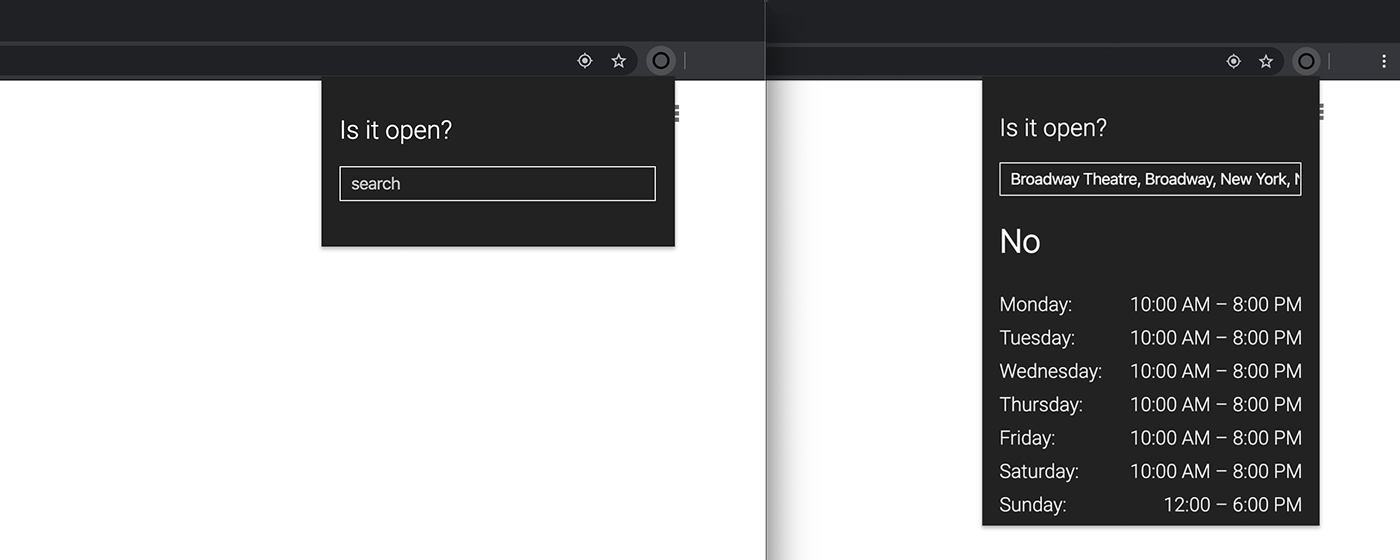 Is it open?
search
Is it open?
Broadway Theatre, Broadway, New York,
No
Monday: 10:00 AM – 8:00 PM
Tuesday: 10:00 AM – 8:00 PM
Wednesday: 10:00 AM – 8:00 PM
Thursday: 10:00 AM – 8:00 PM
Friday: 10:00 AM – 8:00 PM
Saturday: 10:00 AM – 8:00 PM
Sunday: 12:00 – 6:00 PM